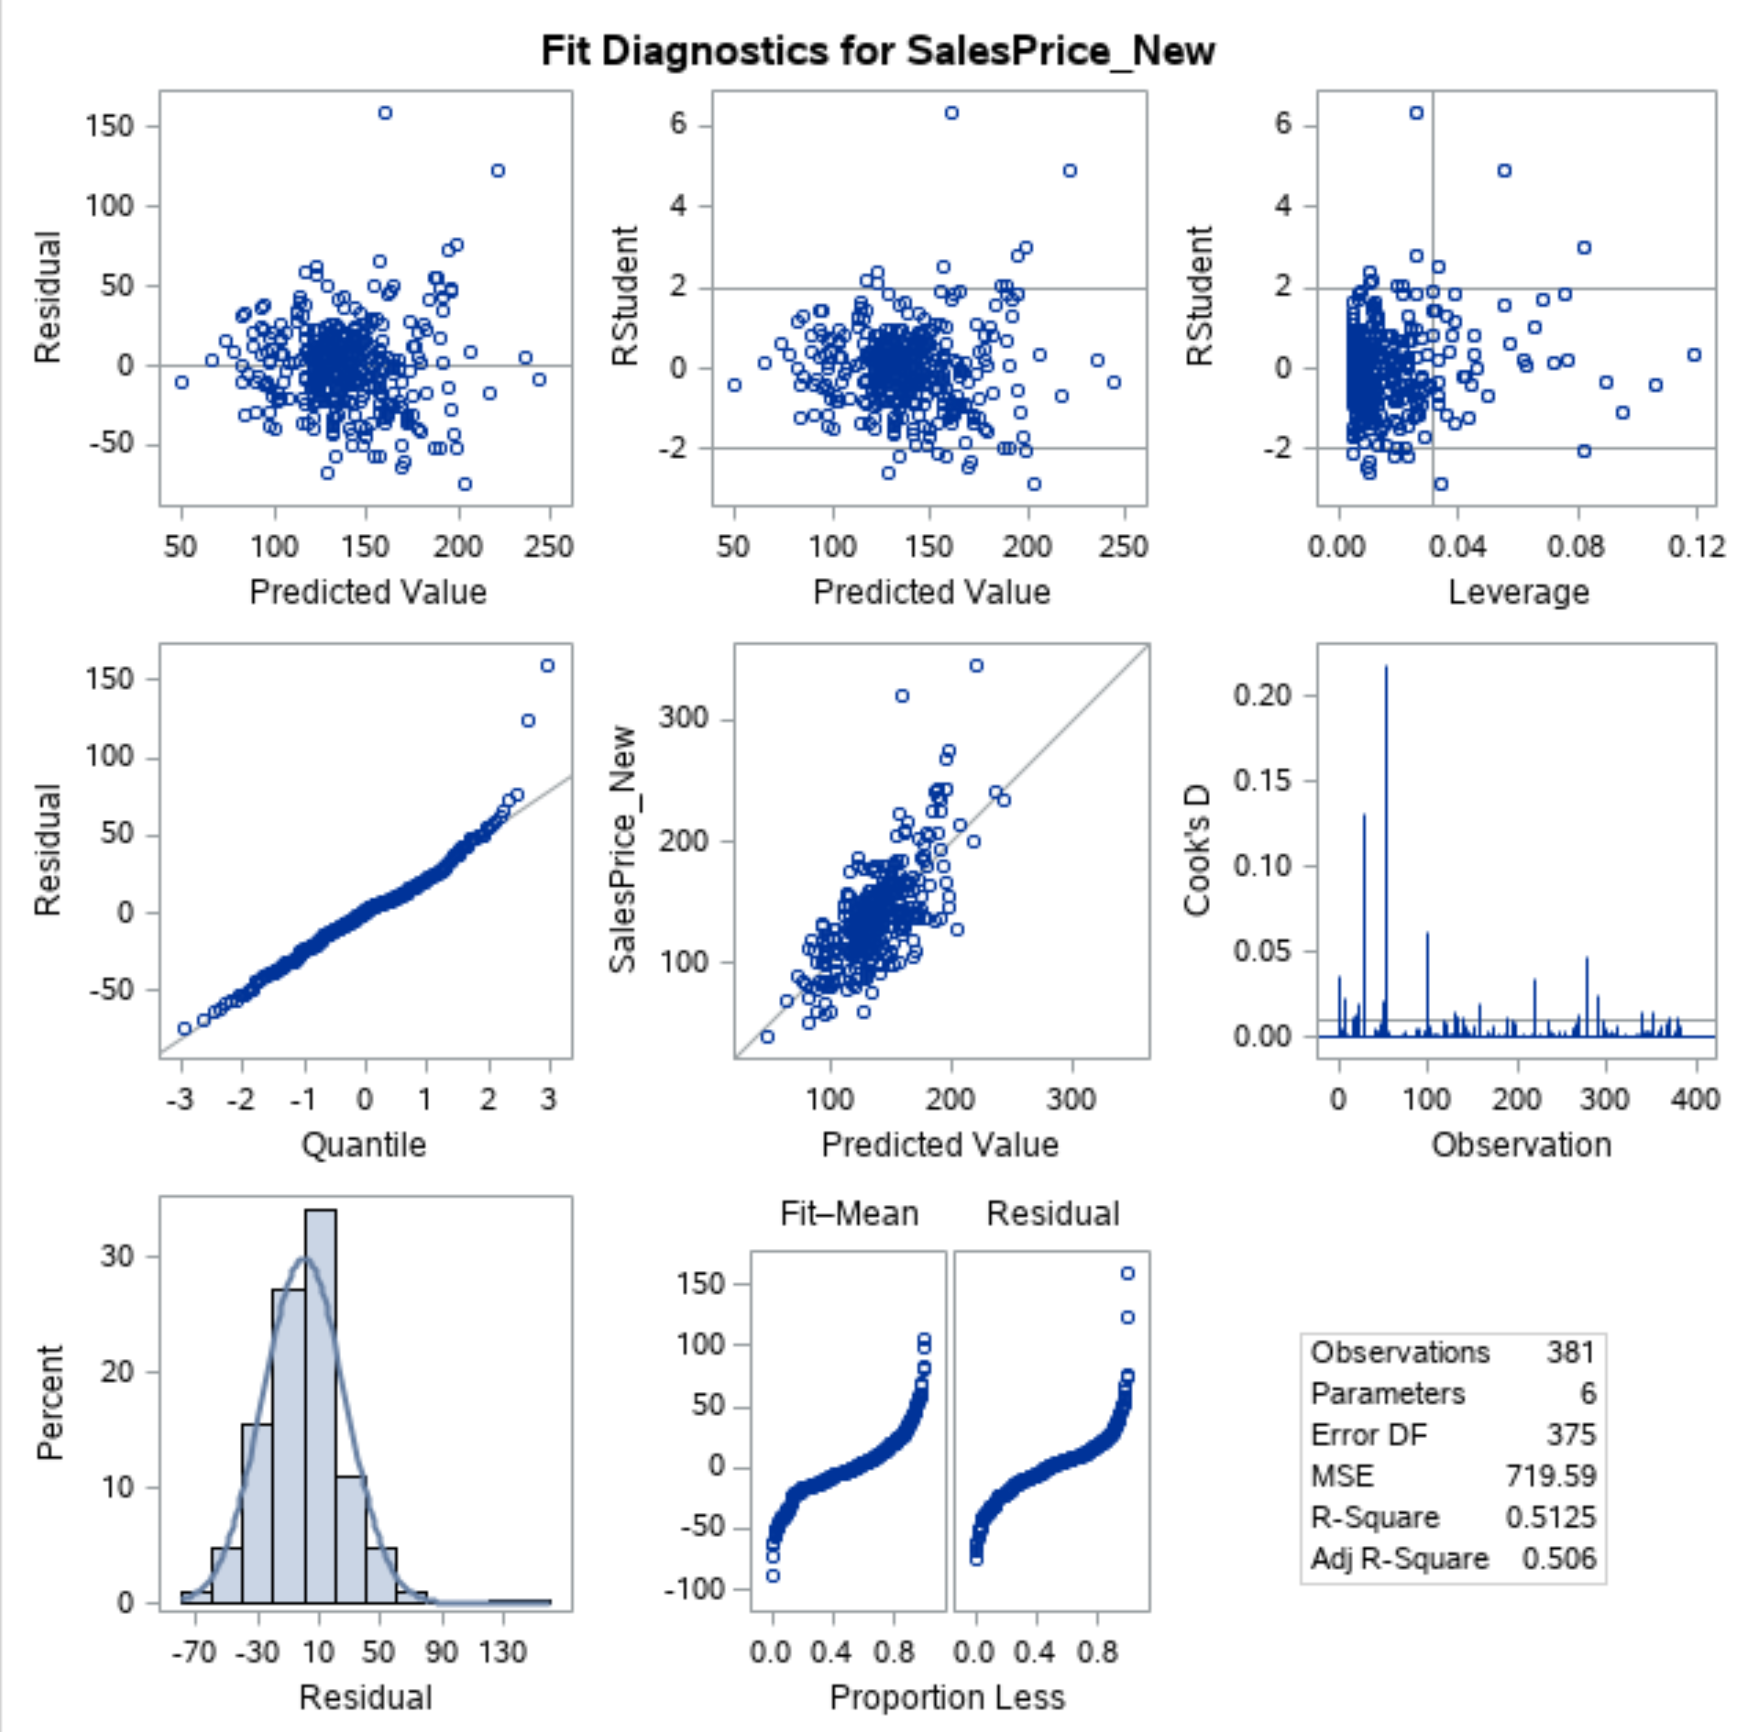 Fit Diagnostics for SalesPrice_New
150
100
50
0
-50
Residual
50 100 150 200 250
Predicted Value
6
4
2
0
-2
RStudent
50 100 150 200 250
Predicted Value
6
4
2
0
-2
RStudent
0.00 0.04 0.08 0.12
Leverage
150
100
50
0
-50
Residual
-3 -2 -1 0 1 2 3
Quantile
300
200
100
SalesPrice_New
100 200 300
Predicted Value
0.20
0.15
0.10
0.05
0.00
Cook's D
0 100 200 300 400
Observation
30
20
10
0
Percent
-70 -30 10 50 90 130
Residual
Fit–Mean Residual
150
100
50
0
-50
-100
0.0 0.4 0.8 0.0 0.4 0.8
Proportion Less
Observations 381
Parameters 6
Error DF 375
MSE 719.59
R-Square 0.5125
Adj R-Square 0.506